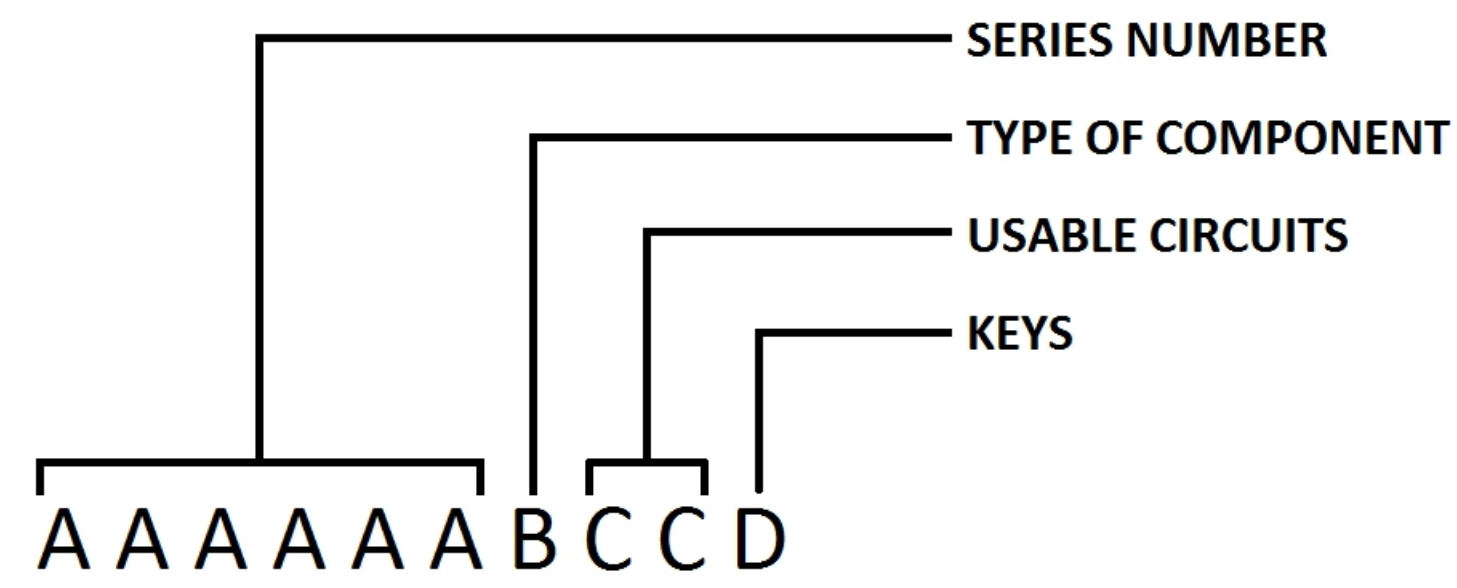 SERIES NUMBER
TYPE OF COMPONENT
USABLE CIRCUITS
KEYS
A A A A A A B C C D